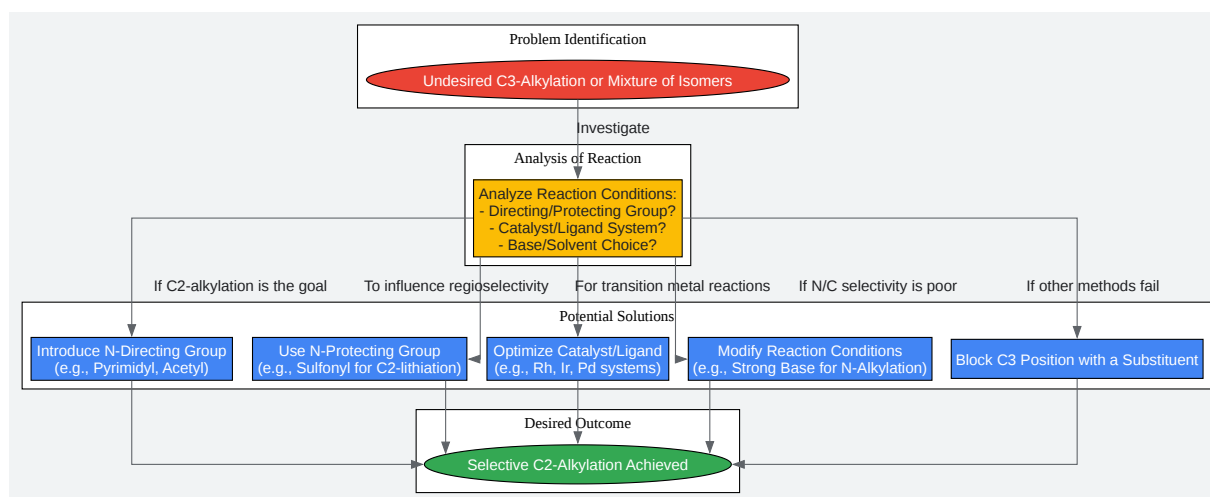 Problem Identification
Undesired C3-Alkylation or Mixture of Isomers
Investigate
Analysis of Reaction
Analyze Reaction Conditions:
- Directing/Protecting Group?
- Catalyst/Ligand System?
- Base/Solvent Choice?
If C2-alkylation is the goal
To influence regioselectivity
For transition metal reactions
If N/C selectivity is poor
If other methods fail
Potential Solutions
Introduce N-Directing Group
(e.g., Pyrimidyl, Acetyl)
Use N-Protecting Group
(e.g., Sulfonyl for C2-lithiation)
Optimize Catalyst/Ligand
(e.g., Rh, Ir, Pd systems)
Modify Reaction Conditions
(e.g., Strong Base for N-Alkylation)
Block C3 Position with a Substituent
Desired Outcome
Selective C2-Alkylation Achieved